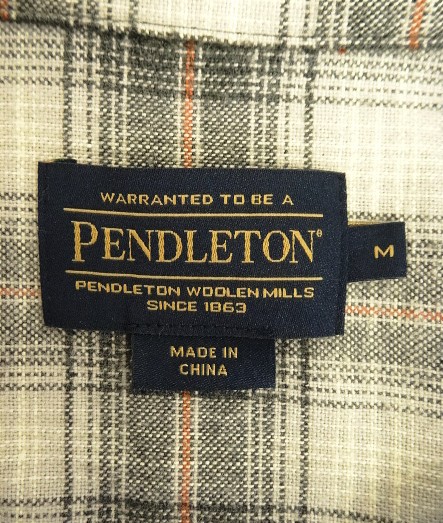 WARRANTED TO BE A
PENDLETON®
M
PENDLETON WOOLEN MILLS
SINCE 1863
MADE IN
CHINA